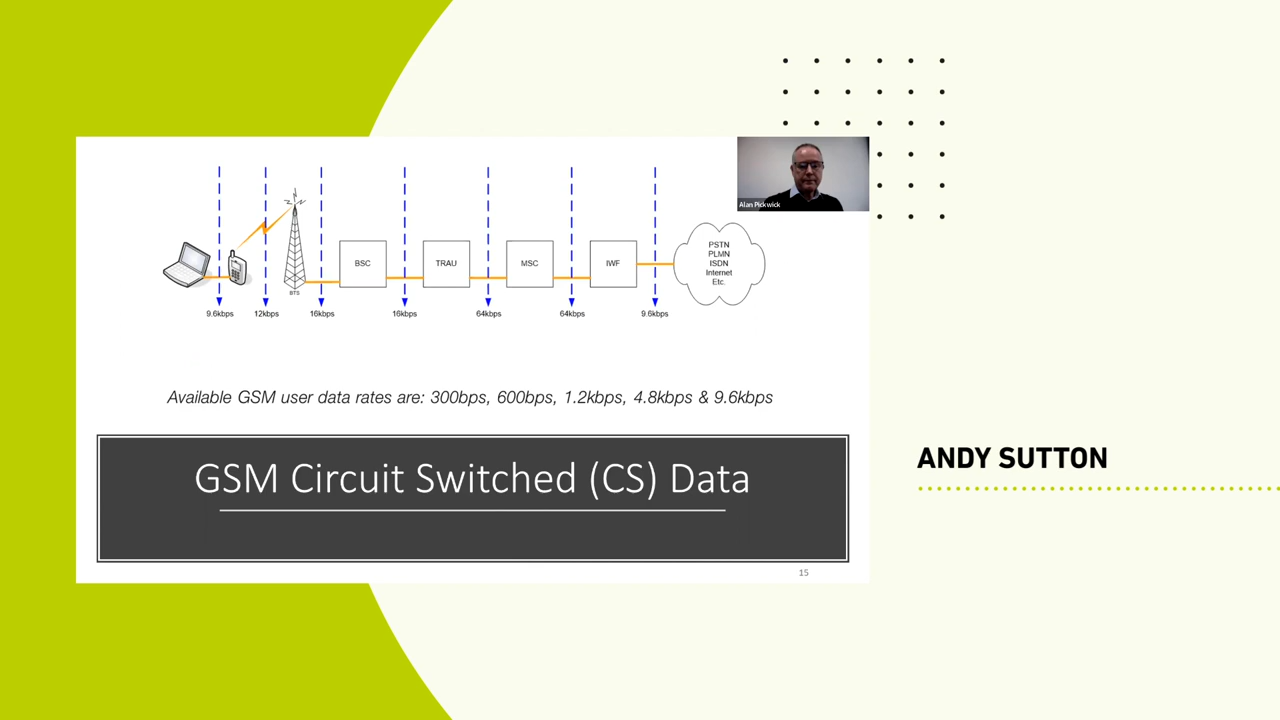 Alan Pickwick
PSTN
PLMN
ISDN
Internet
Etc.
BSC
TRAU
MSC
IWF
BTS
9.6kbps
12kbps
16kbps
16kbps
64kbps
64kbps
9.6kbps
Available GSM user data rates are: 300bps, 600bps, 1.2kbps, 4.8kbps & 9.6kbps
GSM Circuit Switched (CS) Data
15
ANDY SUTTON